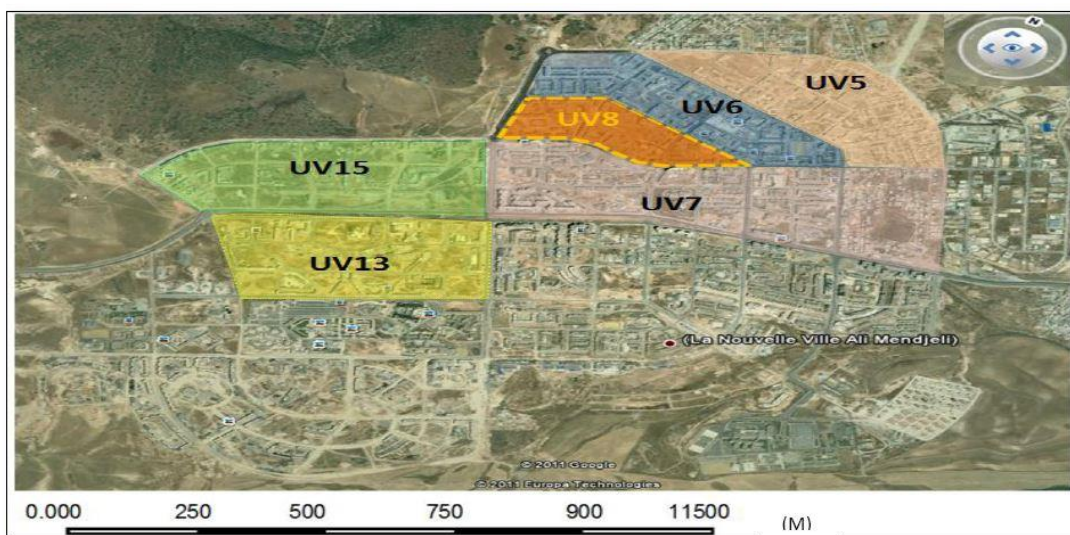 N
UV5
UV6
UV8
UV15
UV7
UV13
(La Nouvelle Ville Ali Mendjeli)
© 2011 Google
© 2011 Europa Technologies
0.000 250 500 750 900 11500 (M)